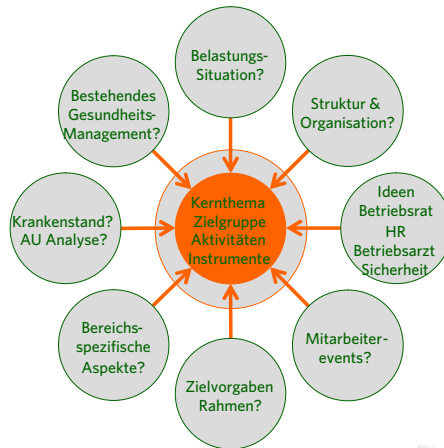 Belastungs-
Situation?
Bestehendes
Gesundheits-
Management?
Struktur &
Organisation?
Kernthema
Zielgruppe
Aktivitäten
Instrumente
Krankenstand?
AU Analyse?
Ideen
Betriebsrat
HR
Betriebsarzt
Sicherheit
Bereichs-
spezifische
Aspekte?
Mitarbeiter-
events?
Zielvorgaben
Rahmen?